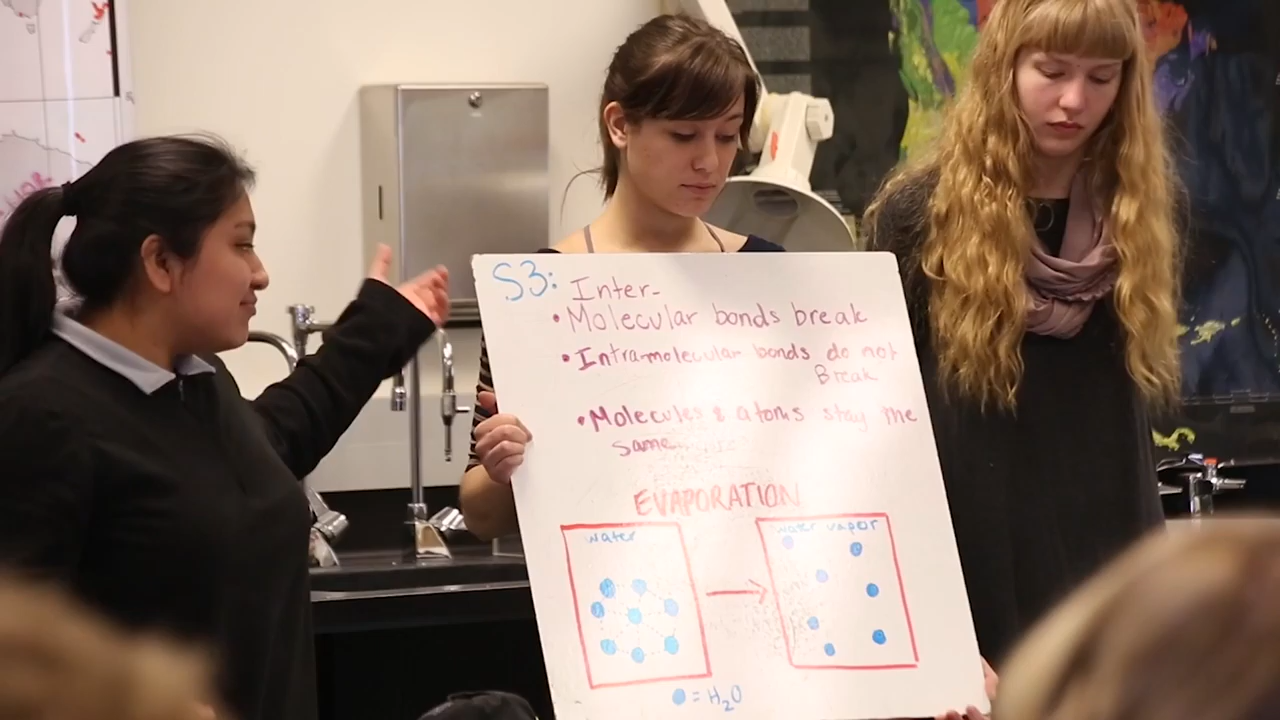 S3: Inter-
• Molecular bonds break
• Intra-molecular bonds do not
Break
• Molecules & atoms stay the
same
EVAPORATION
water
water vapor
= H₂O